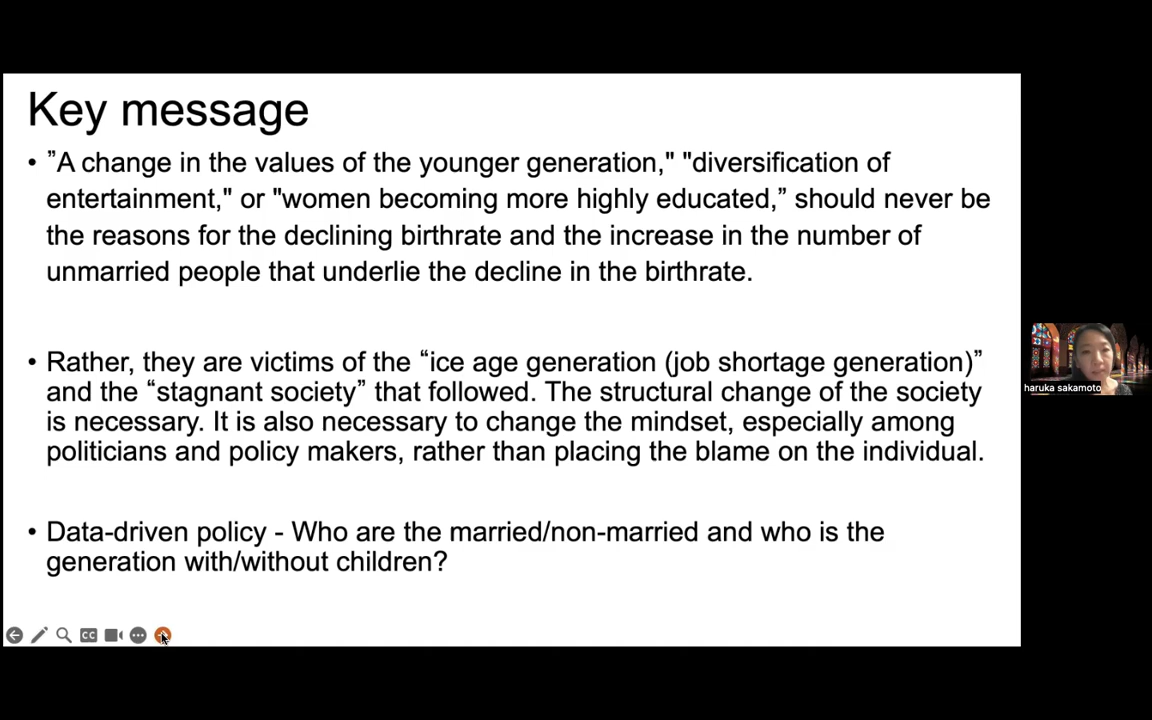 Key message
• ”A change in the values of the younger generation," "diversification of
entertainment," or "women becoming more highly educated,” should never be
the reasons for the declining birthrate and the increase in the number of
unmarried people that underlie the decline in the birthrate.
• Rather, they are victims of the “ice age generation (job shortage generation)”
and the “stagnant society” that followed. The structural change of the society
is necessary. It is also necessary to change the mindset, especially among
politicians and policy makers, rather than placing the blame on the individual.
• Data-driven policy - Who are the married/non-married and who is the
generation with/without children?
CC
haruka sakamoto